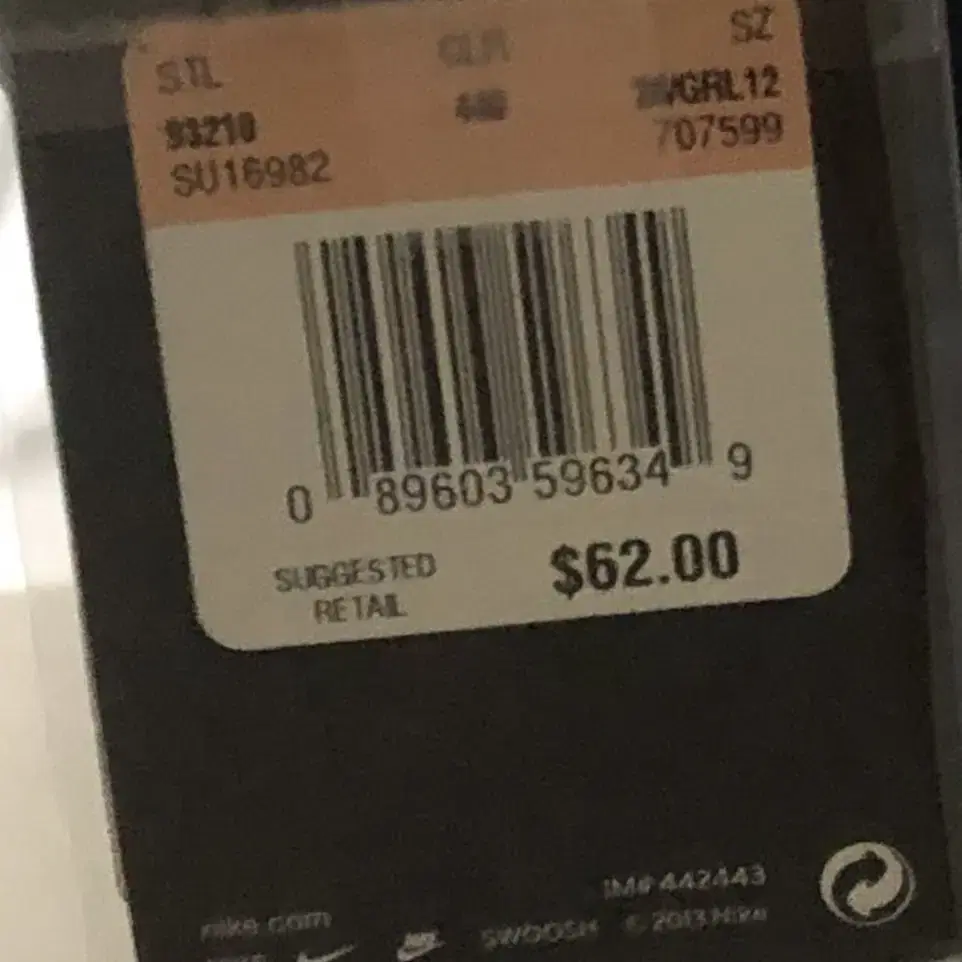 STL CLR SZ
SU16982 707599
0 89603 59634 9
SUGGESTED
RETAIL
$62.00
IM# 442443
nike.com
SWOOSH © 2013 Nike